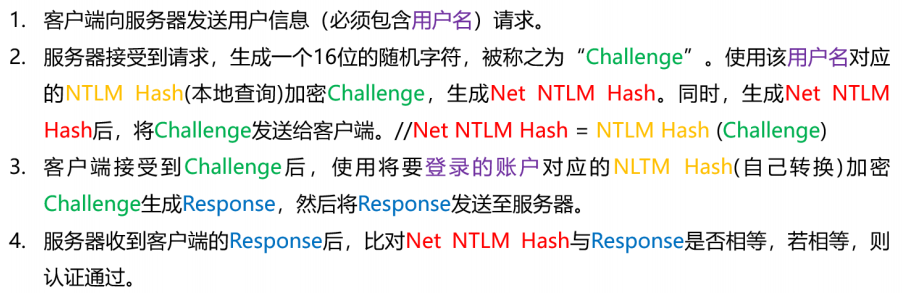 1. 客户端向服务器发送用户信息（必须包含用户名）请求。
2. 服务器接受到请求，生成一个16位的随机字符，被称之为“Challenge”。使用该用户名对应
的NTLM Hash(本地查询)加密Challenge，生成Net NTLM Hash。同时，生成Net NTLM
Hash后，将Challenge发送给客户端。//Net NTLM Hash = NTLM Hash (Challenge)
3. 客户端接受到Challenge后，使用将要登录的账户对应的NLTM Hash(自己转换)加密
Challenge生成Response，然后将Response发送至服务器。
4. 服务器收到客户端的Response后，比对Net NTLM Hash与Response是否相等，若相等，则
认证通过。